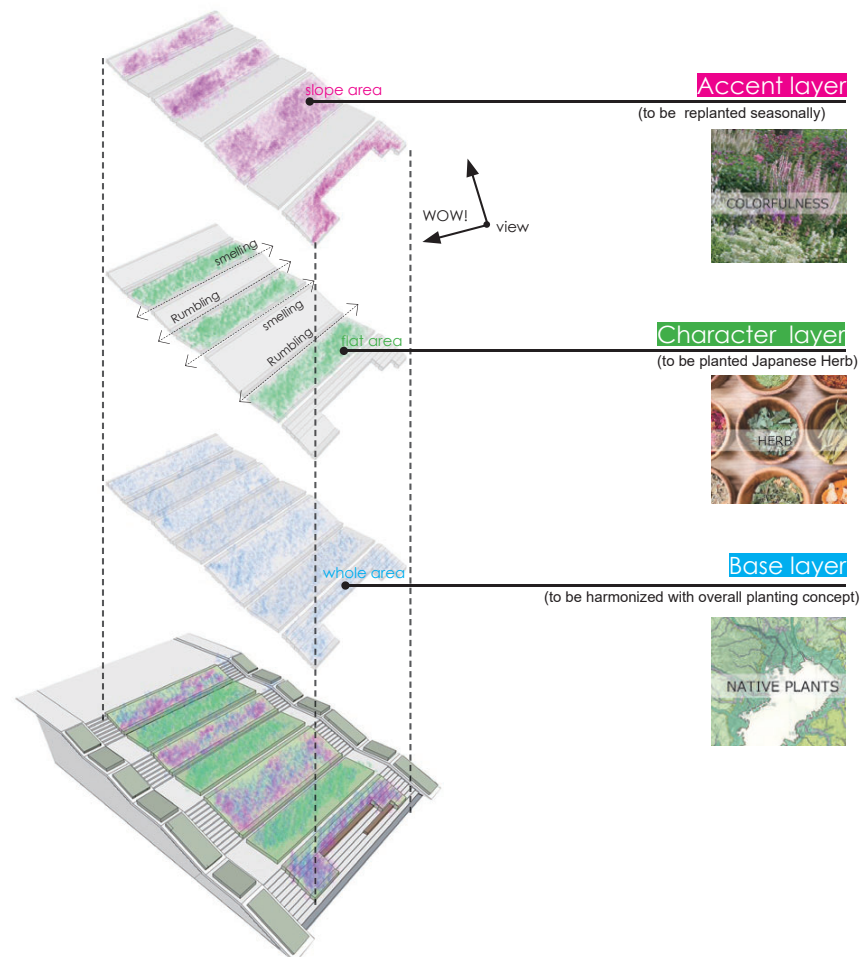 Accent layer
slope area
(to be replanted seasonally)
COLORFULNESS
WOW!
view
smelling
Rumbling
smelling
Rumbling
flat area
Character layer
(to be planted Japanese Herb)
HERB
Base layer
whole area
(to be harmonized with overall planting concept)
NATIVE PLANTS